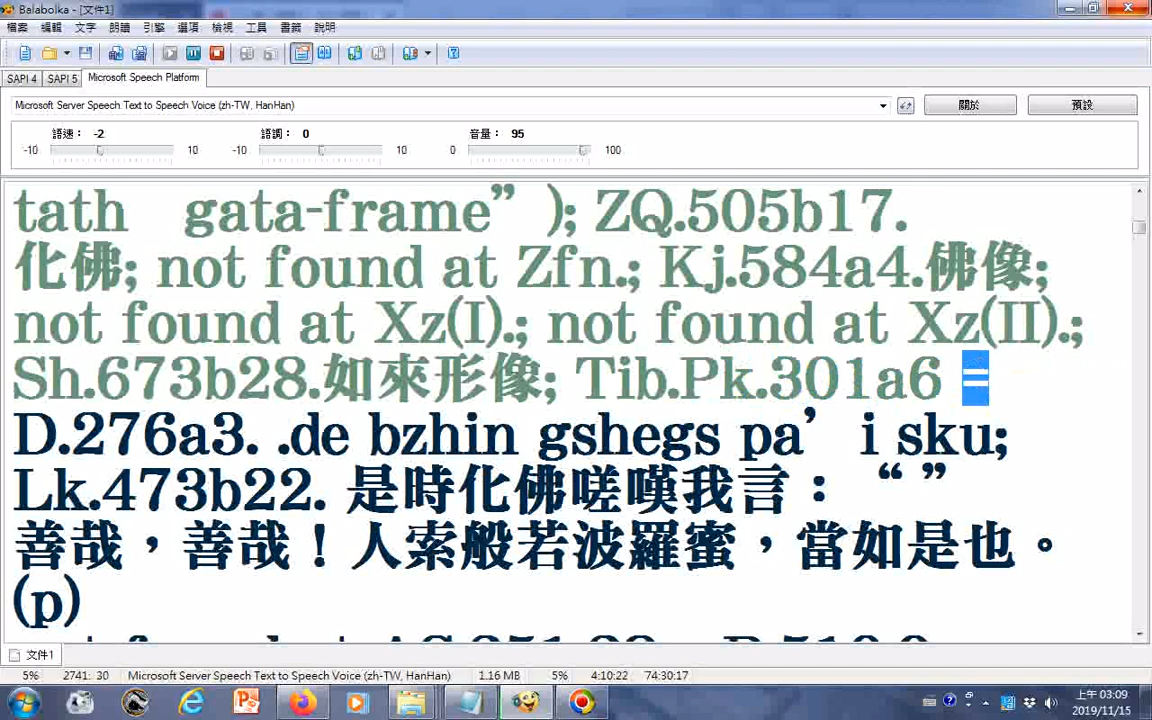 Balabolka - [文件1]
檔案 編輯 文字 朗讀 引擎 選項 檢視 工具 書籤 說明
SAPI 4 SAPI 5 Microsoft Speech Platform
Microsoft Server Speech Text to Speech Voice (zh-TW, HanHan) 關於 預設
語速： -2 語調： 0 音量： 95
-10 10 -10 10 0 100
tath gata-frame” ); ZQ.505b17.
化佛; not found at Zfn.; Kj.584a4.佛像;
not found at Xz(I).; not found at Xz(II).;
Sh.673b28.如來形像; Tib.Pk.301a6 =
D.276a3. .de bzhin gshegs pa’ i sku;
Lk.473b22. 是時化佛嗟嘆我言：“ ”
善哉，善哉！人索般若波羅蜜，當如是也。
(p)
文件1
5% 2741: 30 Microsoft Server Speech Text to Speech Voice (zh-TW, HanHan) 1.16 MB 5% 4:10:22 74:30:17
上午 03:09
2019/11/15